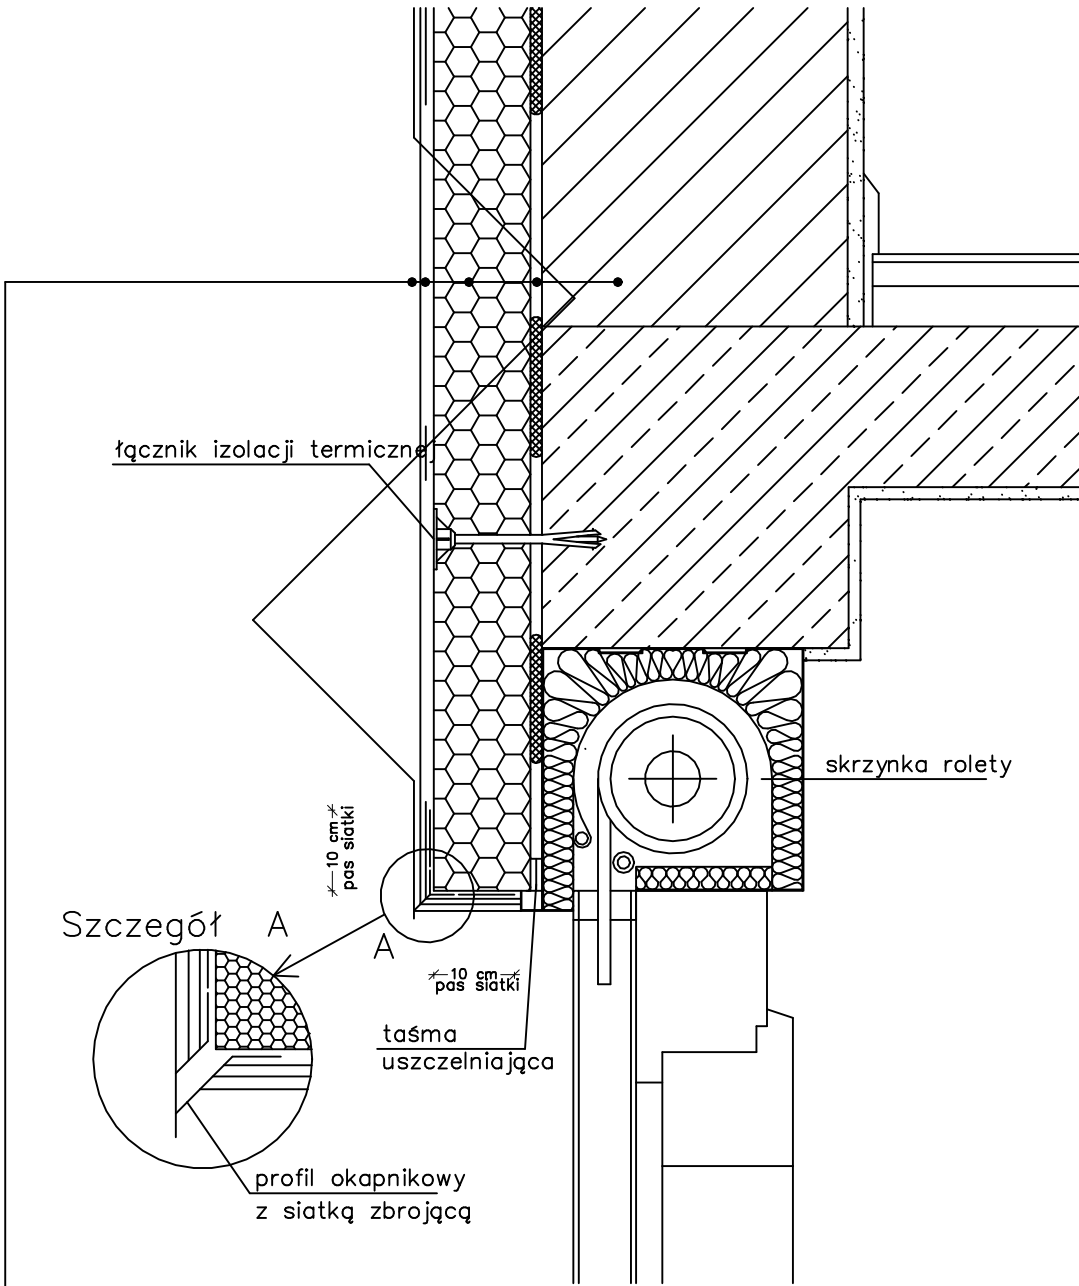 łącznik izolacji termicznej
skrzynka rolety
10 cm
pas siatki
Szczegół A
A
10 cm
pas siatki
taśma
uszczelniająca
profil okapnikowy
z siatką zbrojącą